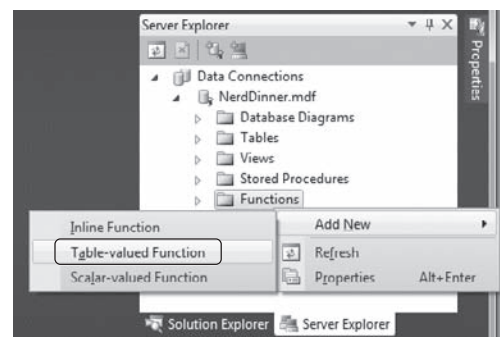 Server Explorer
Properties
Data Connections
NerdDinner.mdf
Database Diagrams
Tables
Views
Stored Procedures
Functions
Inline Function
Table-valued Function
Scalar-valued Function
Add New
Refresh
Properties Alt+Enter
Solution Explorer Server Explorer